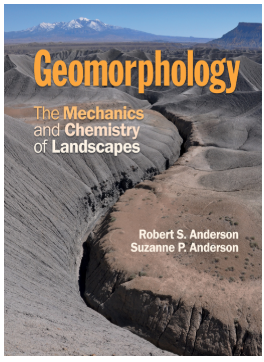 Geomorphology
The Mechanics
and Chemistry
of Landscapes
Robert S. Anderson
Suzanne P. Anderson